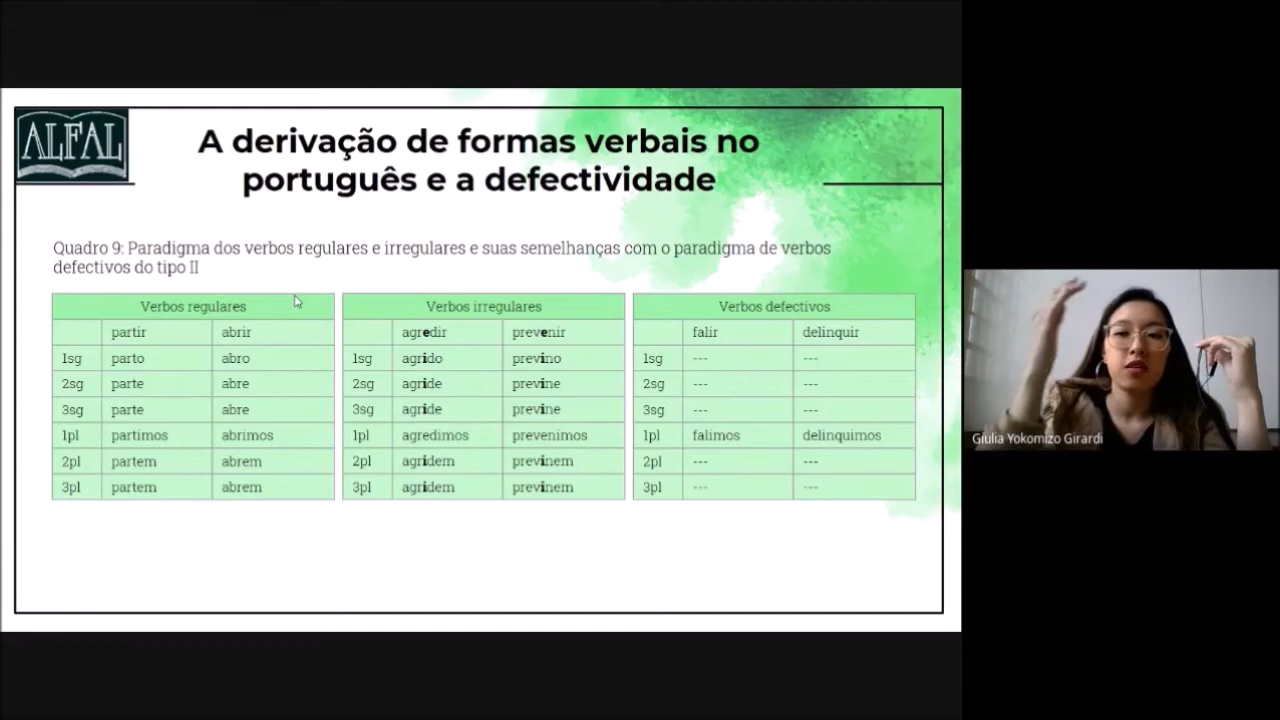 ALFAL
A derivação de formas verbais no
português e a defectividade
Quadro 9: Paradigma dos verbos regulares e irregulares e suas semelhanças com o paradigma de verbos
defectivos do tipo II
Verbos regulares
partir abrir
1sg parto abro
2sg parte abre
3sg parte abre
1pl partimos abrimos
2pl partem abrem
3pl partem abrem
Verbos irregulares
agredir prevenir
1sg agrido previno
2sg agride previne
3sg agride previne
1pl agredimos prevenimos
2pl agridem previnem
3pl agridem previnem
Verbos defectivos
falir delinquir
1sg --- ---
2sg --- ---
3sg --- ---
1pl falimos delinquimos
2pl --- ---
3pl --- ---
Giulia Yokomizo Girardi